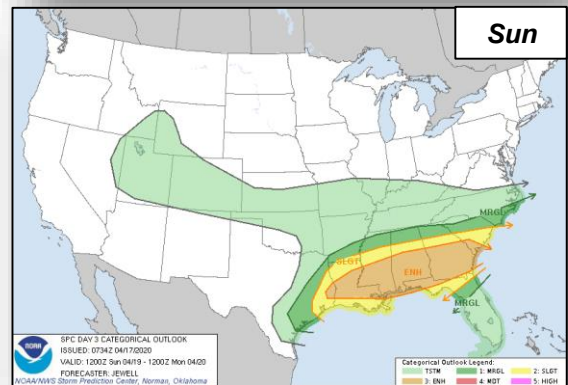 Sun
MRGL
SLGT
ENH
MRGL
SPC DAY 3 CATEGORICAL OUTLOOK
ISSUED: 0734Z 04/17/2020
VALID: 1200Z Sun 04/19 - 1200Z Mon 04/20
FORECASTER: JEWELL
NOAA/NWS Storm Prediction Center, Norman, Oklahoma
Categorical Outlook Legend:
TSTM 1: MRGL 2: SLGT
3: ENH 4: MDT 5: HIGH